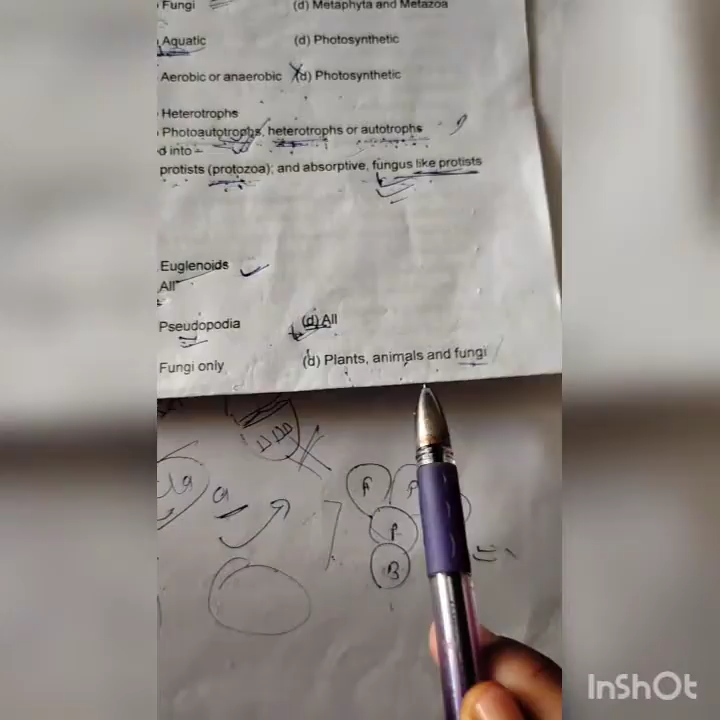 Fungi (d) Metaphyta and Metazoa
Aquatic (d) Photosynthetic
Aerobic or anaerobic (d) Photosynthetic
Heterotrophs
Photoautotrophs, heterotrophs or autotrophs
d into –
protists (protozoa); and absorptive, fungus like protists
Euglenoids
All
Pseudopodia (d) All
Fungi only (d) Plants, animals and fungi
a
P
B
InShOt